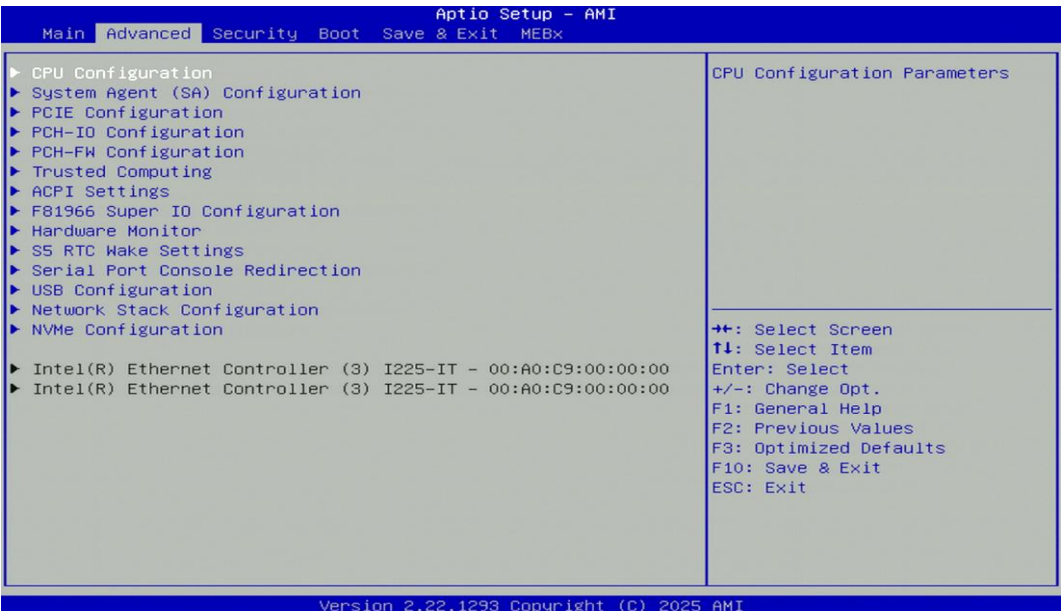 Aptio Setup – AMI
Main Advanced Security Boot Save & Exit MEBx
▶ CPU Configuration
▶ System Agent (SA) Configuration
▶ PCIE Configuration
▶ PCH-IO Configuration
▶ PCH-FW Configuration
▶ Trusted Computing
▶ ACPI Settings
▶ F81966 Super IO Configuration
▶ Hardware Monitor
▶ S5 RTC Wake Settings
▶ Serial Port Console Redirection
▶ USB Configuration
▶ Network Stack Configuration
▶ NVMe Configuration
▶ Intel(R) Ethernet Controller (3) I225-IT - 00:A0:C9:00:00:00
▶ Intel(R) Ethernet Controller (3) I225-IT - 00:A0:C9:00:00:00
CPU Configuration Parameters
→←: Select Screen
↑↓: Select Item
Enter: Select
+/-: Change Opt.
F1: General Help
F2: Previous Values
F3: Optimized Defaults
F10: Save & Exit
ESC: Exit
Version 2.22.1293 Copyright (C) 2025 AMI